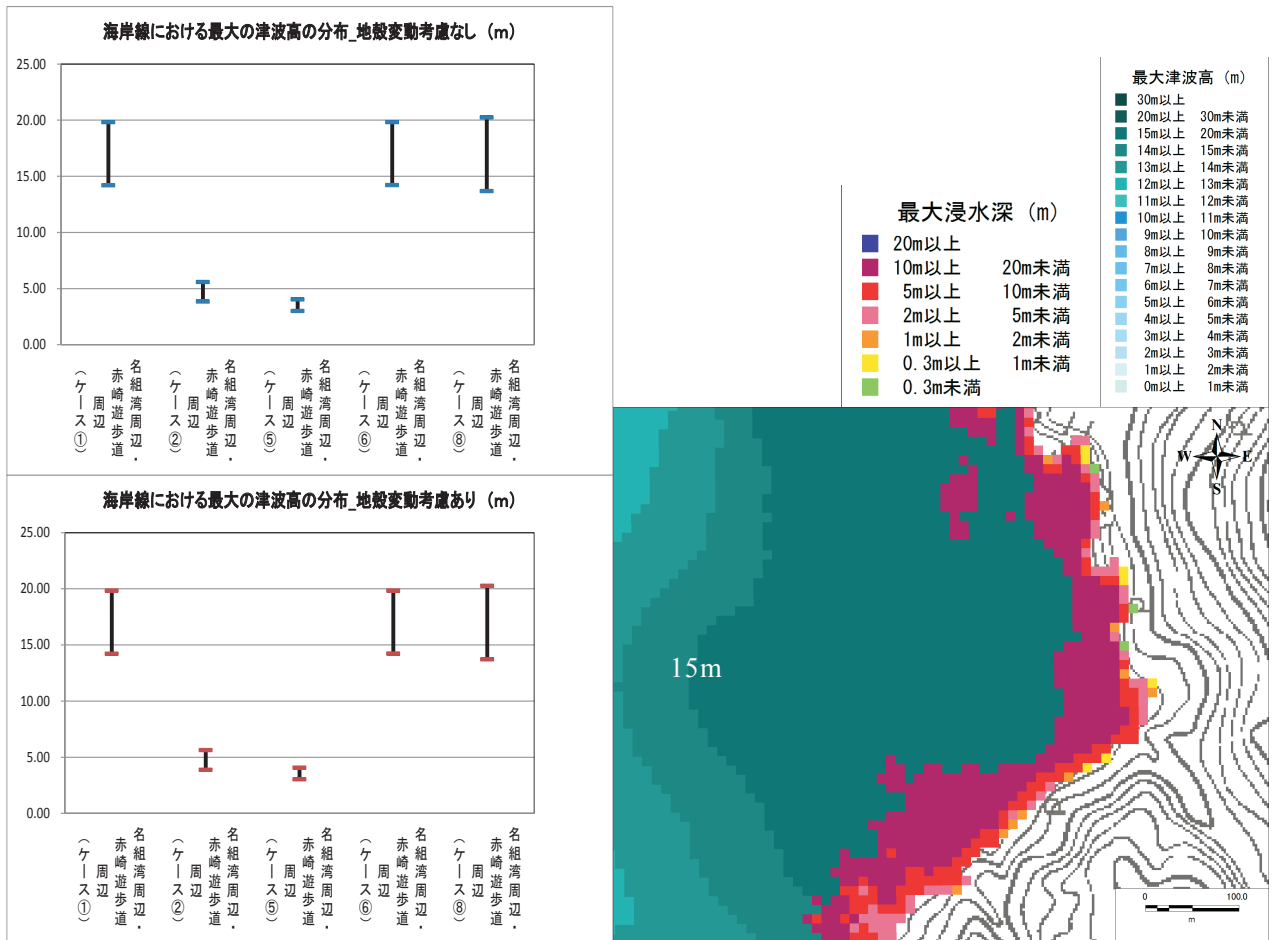 海岸線における最大の津波高の分布_地殻変動考慮なし (m)
25.00
20.00
15.00
10.00
5.00
0.00
名組湾周辺・
赤崎遊歩道
周辺
(ケース①)
名組湾周辺・
赤崎遊歩道
周辺
(ケース②)
名組湾周辺・
赤崎遊歩道
周辺
(ケース⑤)
名組湾周辺・
赤崎遊歩道
周辺
(ケース⑥)
名組湾周辺・
赤崎遊歩道
周辺
(ケース⑧)
海岸線における最大の津波高の分布_地殻変動考慮あり (m)
25.00
20.00
15.00
10.00
5.00
0.00
名組湾周辺・
赤崎遊歩道
周辺
(ケース①)
名組湾周辺・
赤崎遊歩道
周辺
(ケース②)
名組湾周辺・
赤崎遊歩道
周辺
(ケース⑤)
名組湾周辺・
赤崎遊歩道
周辺
(ケース⑥)
名組湾周辺・
赤崎遊歩道
周辺
(ケース⑧)
最大浸水深 (m)
20m以上
10m以上 20m未満
5m以上 10m未満
2m以上 5m未満
1m以上 2m未満
0.3m以上 1m未満
0.3m未満
最大津波高 (m)
30m以上
20m以上 30m未満
15m以上 20m未満
14m以上 15m未満
13m以上 14m未満
12m以上 13m未満
11m以上 12m未満
10m以上 11m未満
9m以上 10m未満
8m以上 9m未満
7m以上 8m未満
6m以上 7m未満
5m以上 6m未満
4m以上 5m未満
3m以上 4m未満
2m以上 3m未満
1m以上 2m未満
0m以上 1m未満
N
W E
S
15m
0 100.0
m